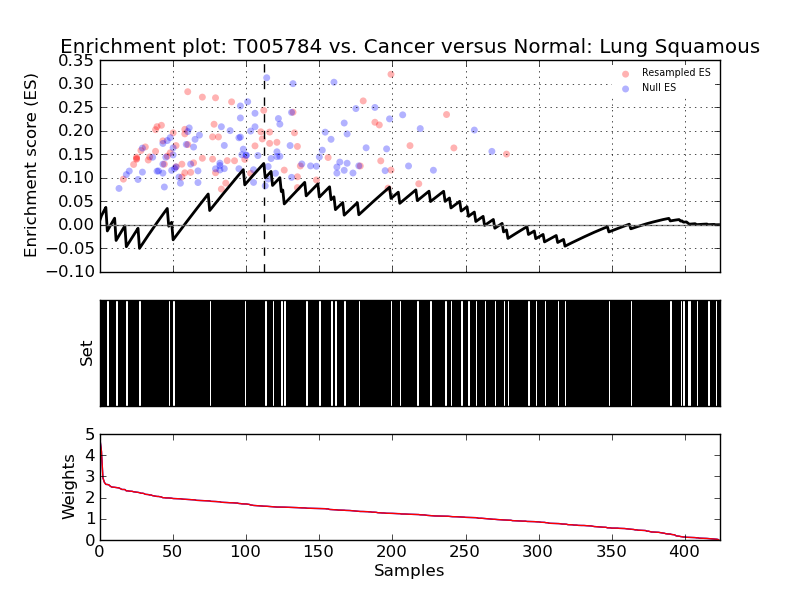 Enrichment plot: T005784 vs. Cancer versus Normal: Lung Squamous
Enrichment score (ES)
0.35
0.30
0.25
0.20
0.15
0.10
0.05
0.00
−0.05
−0.10
Resampled ES
Null ES
Set
Weights
5
4
3
2
1
0
0 50 100 150 200 250 300 350 400
Samples